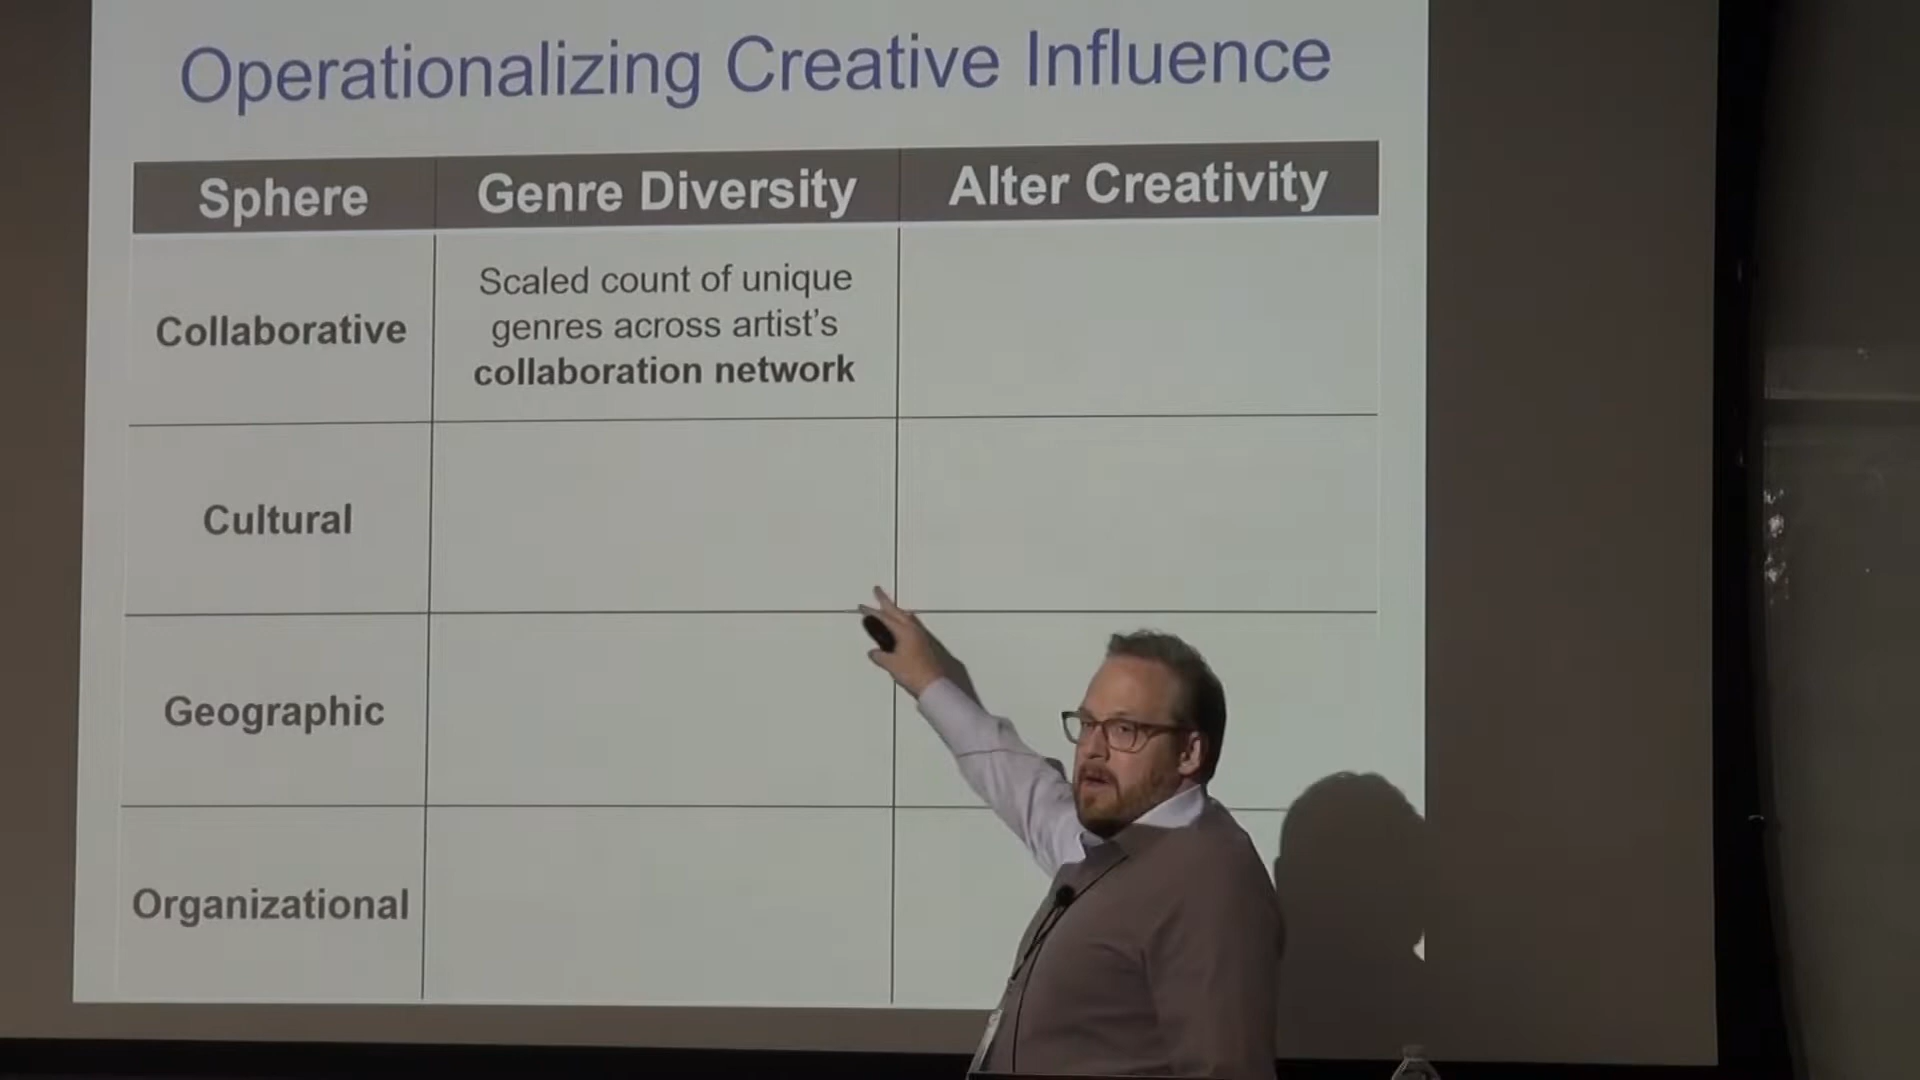 Operationalizing Creative Influence
Sphere
Genre Diversity
Alter Creativity
Collaborative
Scaled count of unique
genres across artist's
collaboration network
Cultural
Geographic
Organizational